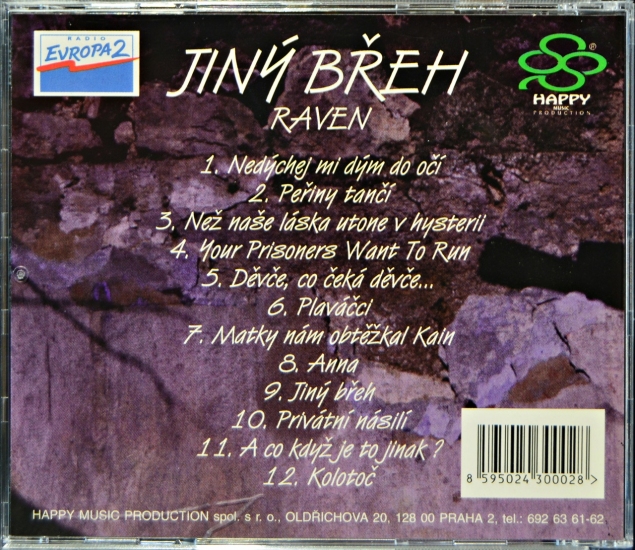 RADIO
EVROPA 2
JINÝ BŘEH
RAVEN
®
HAPPY
MUSIC
PRODUCTION
1. Nedýchej mi dým do očí
2. Peřiny tančí
3. Než naše láska utone v hysterii
4. Your Prisoners Want To Run
5. Děvče, co čeká děvče...
6. Plaváčci
7. Matky nám obtěžkal Kain
8. Anna
9. Jiný břeh
10. Privátní násilí
11. A co když je to jinak ?
12. Kolotoč
8 595024 300028 >
HAPPY MUSIC PRODUCTION spol. s r. o., OLDŘICHOVA 20, 128 00 PRAHA 2, tel.: 692 63 61-62